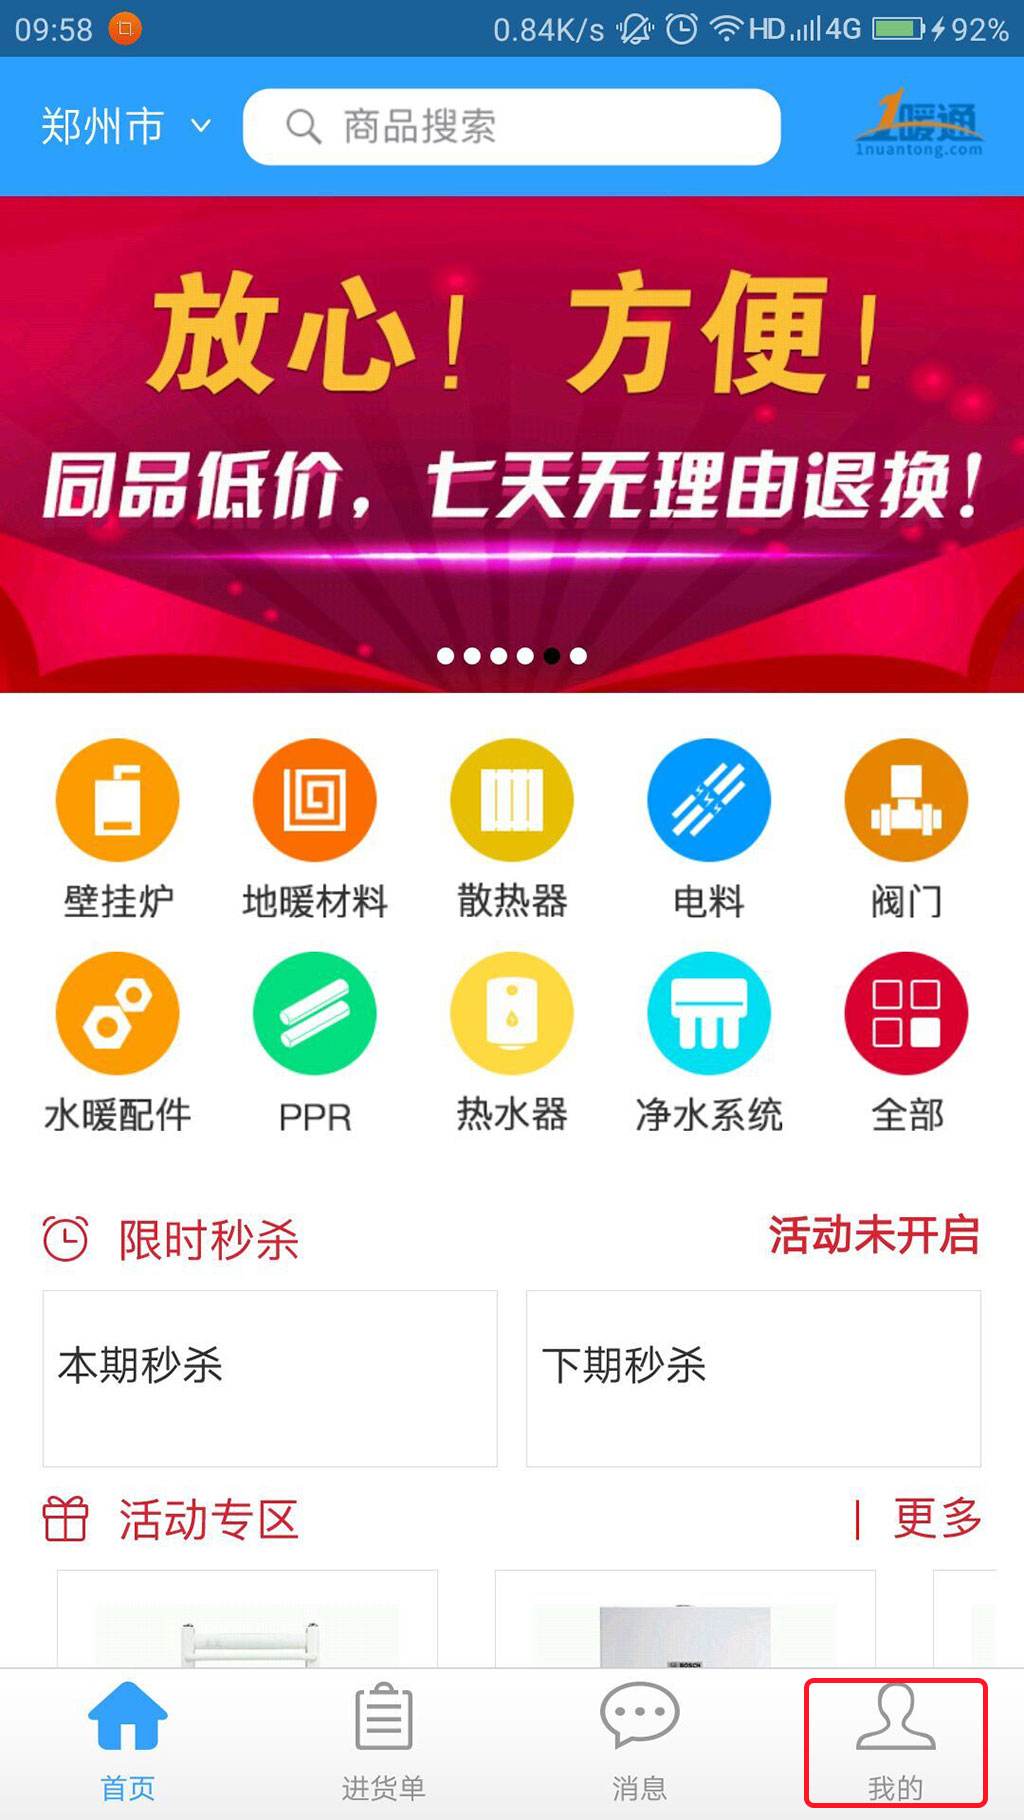 09:58 0.84K/s HD 4G 92%
郑州市 商品搜索 1暖通
1nuantong.com
放心！ 方便！
同品低价，七天无理由退换！
壁挂炉 地暖材料 散热器 电料 阀门
水暖配件 PPR 热水器 净水系统 全部
限时秒杀 活动未开启
本期秒杀 下期秒杀
活动专区 更多
BOSCH
首页 进货单 消息 我的